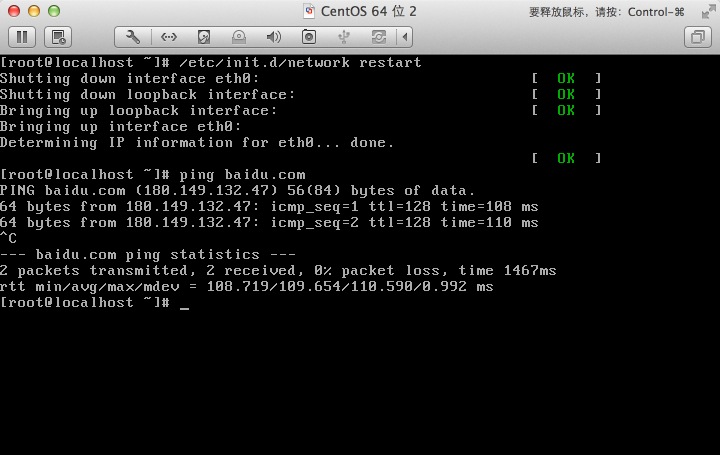 CentOS 64 位 2
要释放鼠标，请按：Control-⌘
[root@localhost ~]# /etc/init.d/network restart
Shutting down interface eth0: [ OK ]
Shutting down loopback interface: [ OK ]
Bringing up loopback interface: [ OK ]
Bringing up interface eth0:
Determining IP information for eth0... done.
[ OK ]
[root@localhost ~]# ping baidu.com
PING baidu.com (180.149.132.47) 56(84) bytes of data.
64 bytes from 180.149.132.47: icmp_seq=1 ttl=128 time=108 ms
64 bytes from 180.149.132.47: icmp_seq=2 ttl=128 time=110 ms
^C
--- baidu.com ping statistics ---
2 packets transmitted, 2 received, 0% packet loss, time 1467ms
rtt min/avg/max/mdev = 108.719/109.654/110.590/0.992 ms
[root@localhost ~]# _